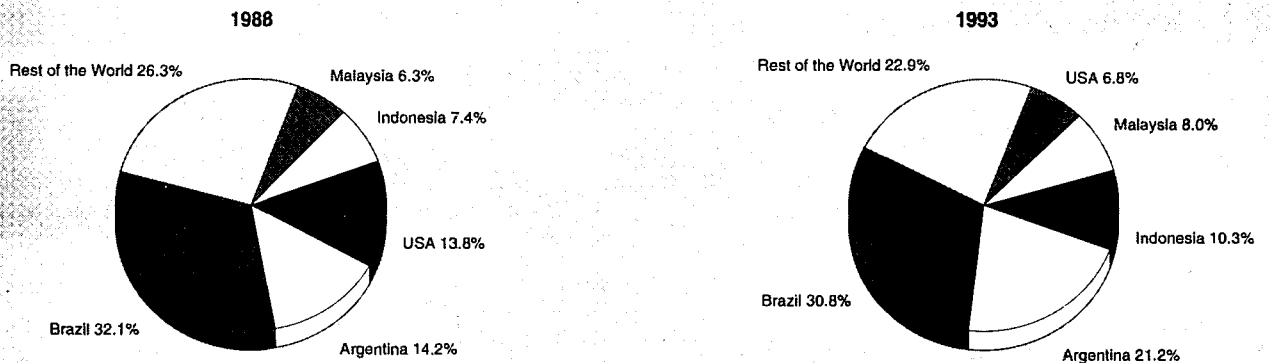 1988
Rest of the World 26.3%
Malaysia 6.3%
Indonesia 7.4%
USA 13.8%
Argentina 14.2%
Brazil 32.1%
1993
Rest of the World 22.9%
USA 6.8%
Malaysia 8.0%
Indonesia 10.3%
Argentina 21.2%
Brazil 30.8%